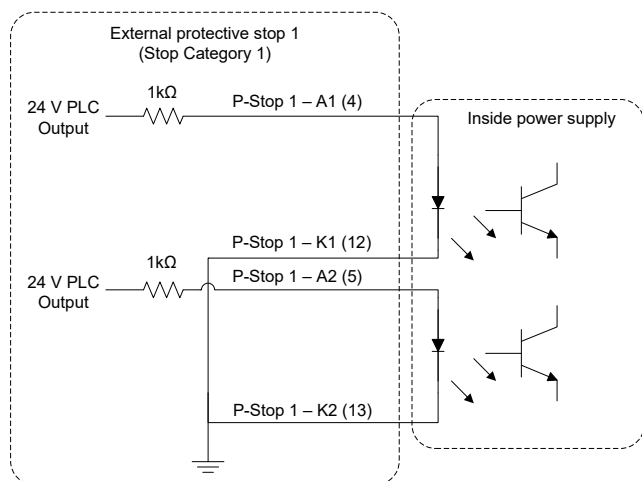 External protective stop 1
(Stop Category 1)
1kΩ
24 V PLC
Output
P-Stop 1 – A1 (4)
Inside power supply
P-Stop 1 – K1 (12)
1kΩ
P-Stop 1 – A2 (5)
24 V PLC
Output
P-Stop 1 – K2 (13)